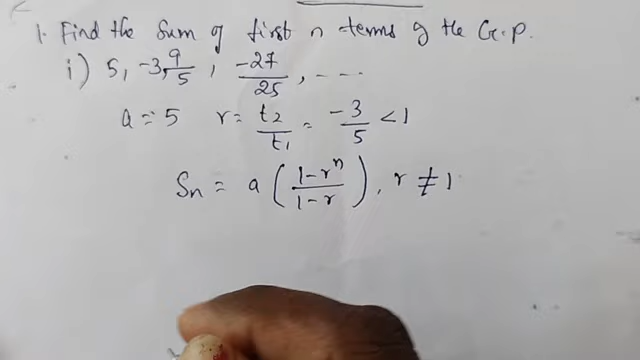 1. Find the Sum of first n terms of the G.P.
i) 5, -3, 9/5, -27/25, ....
a = 5 r = t2/t1 = -3/5 < 1
Sn = a ( 1-r^n / 1-r ), r ≠ 1